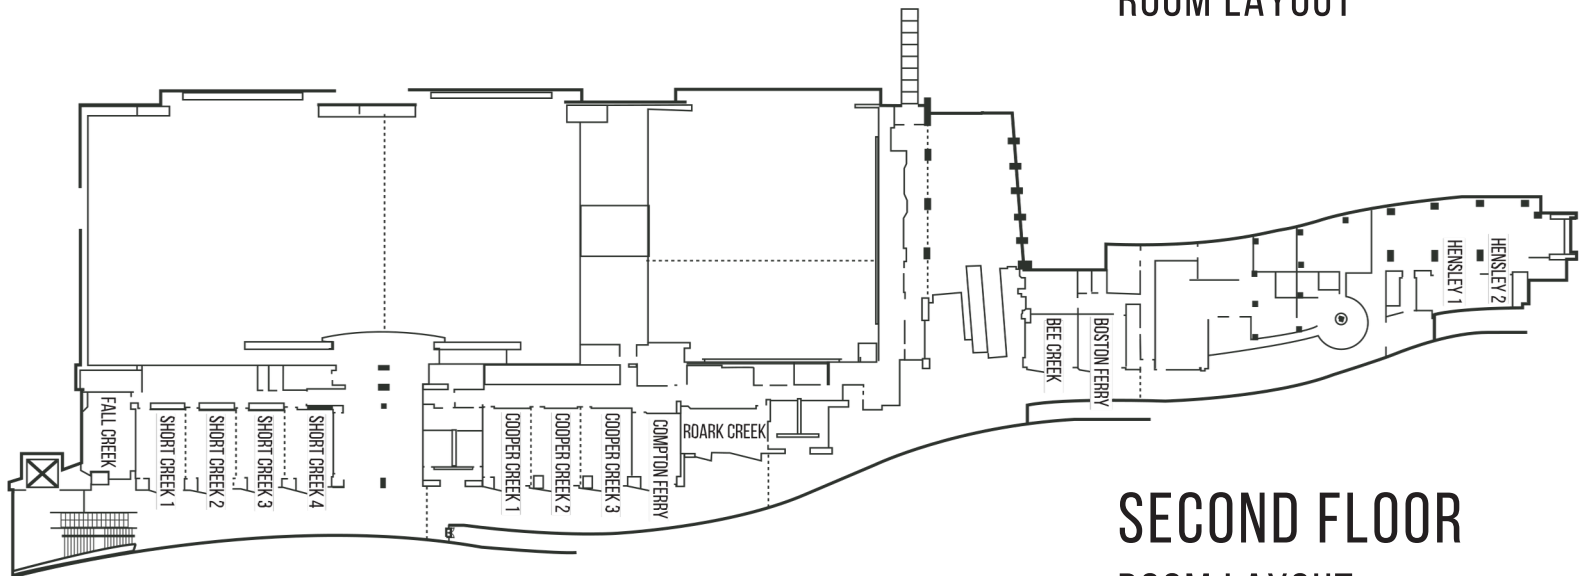 ROOM LAYOUT
FALL CREEK
SHORT CREEK 1
SHORT CREEK 2
SHORT CREEK 3
SHORT CREEK 4
COOPER CREEK 1
COOPER CREEK 2
COOPER CREEK 3
COMPTON FERRY
ROARK CREEK
BEE CREEK
BOSTON FERRY
HENSLEY 1
HENSLEY 2
SECOND FLOOR
ROOM LAYOUT